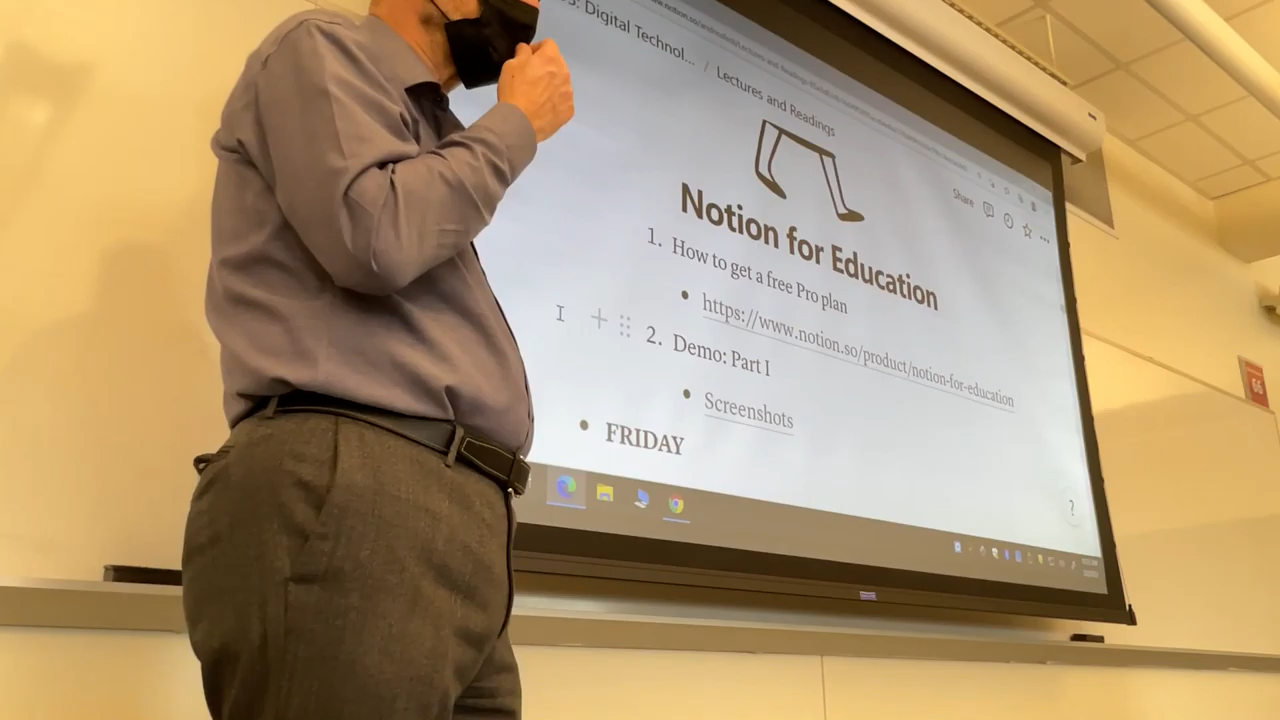 Digital Technol... / Lectures and Readings
Share
Notion for Education
1. How to get a free Pro plan
• https://www.notion.so/product/notion-for-education
2. Demo: Part I
• Screenshots
• FRIDAY
?